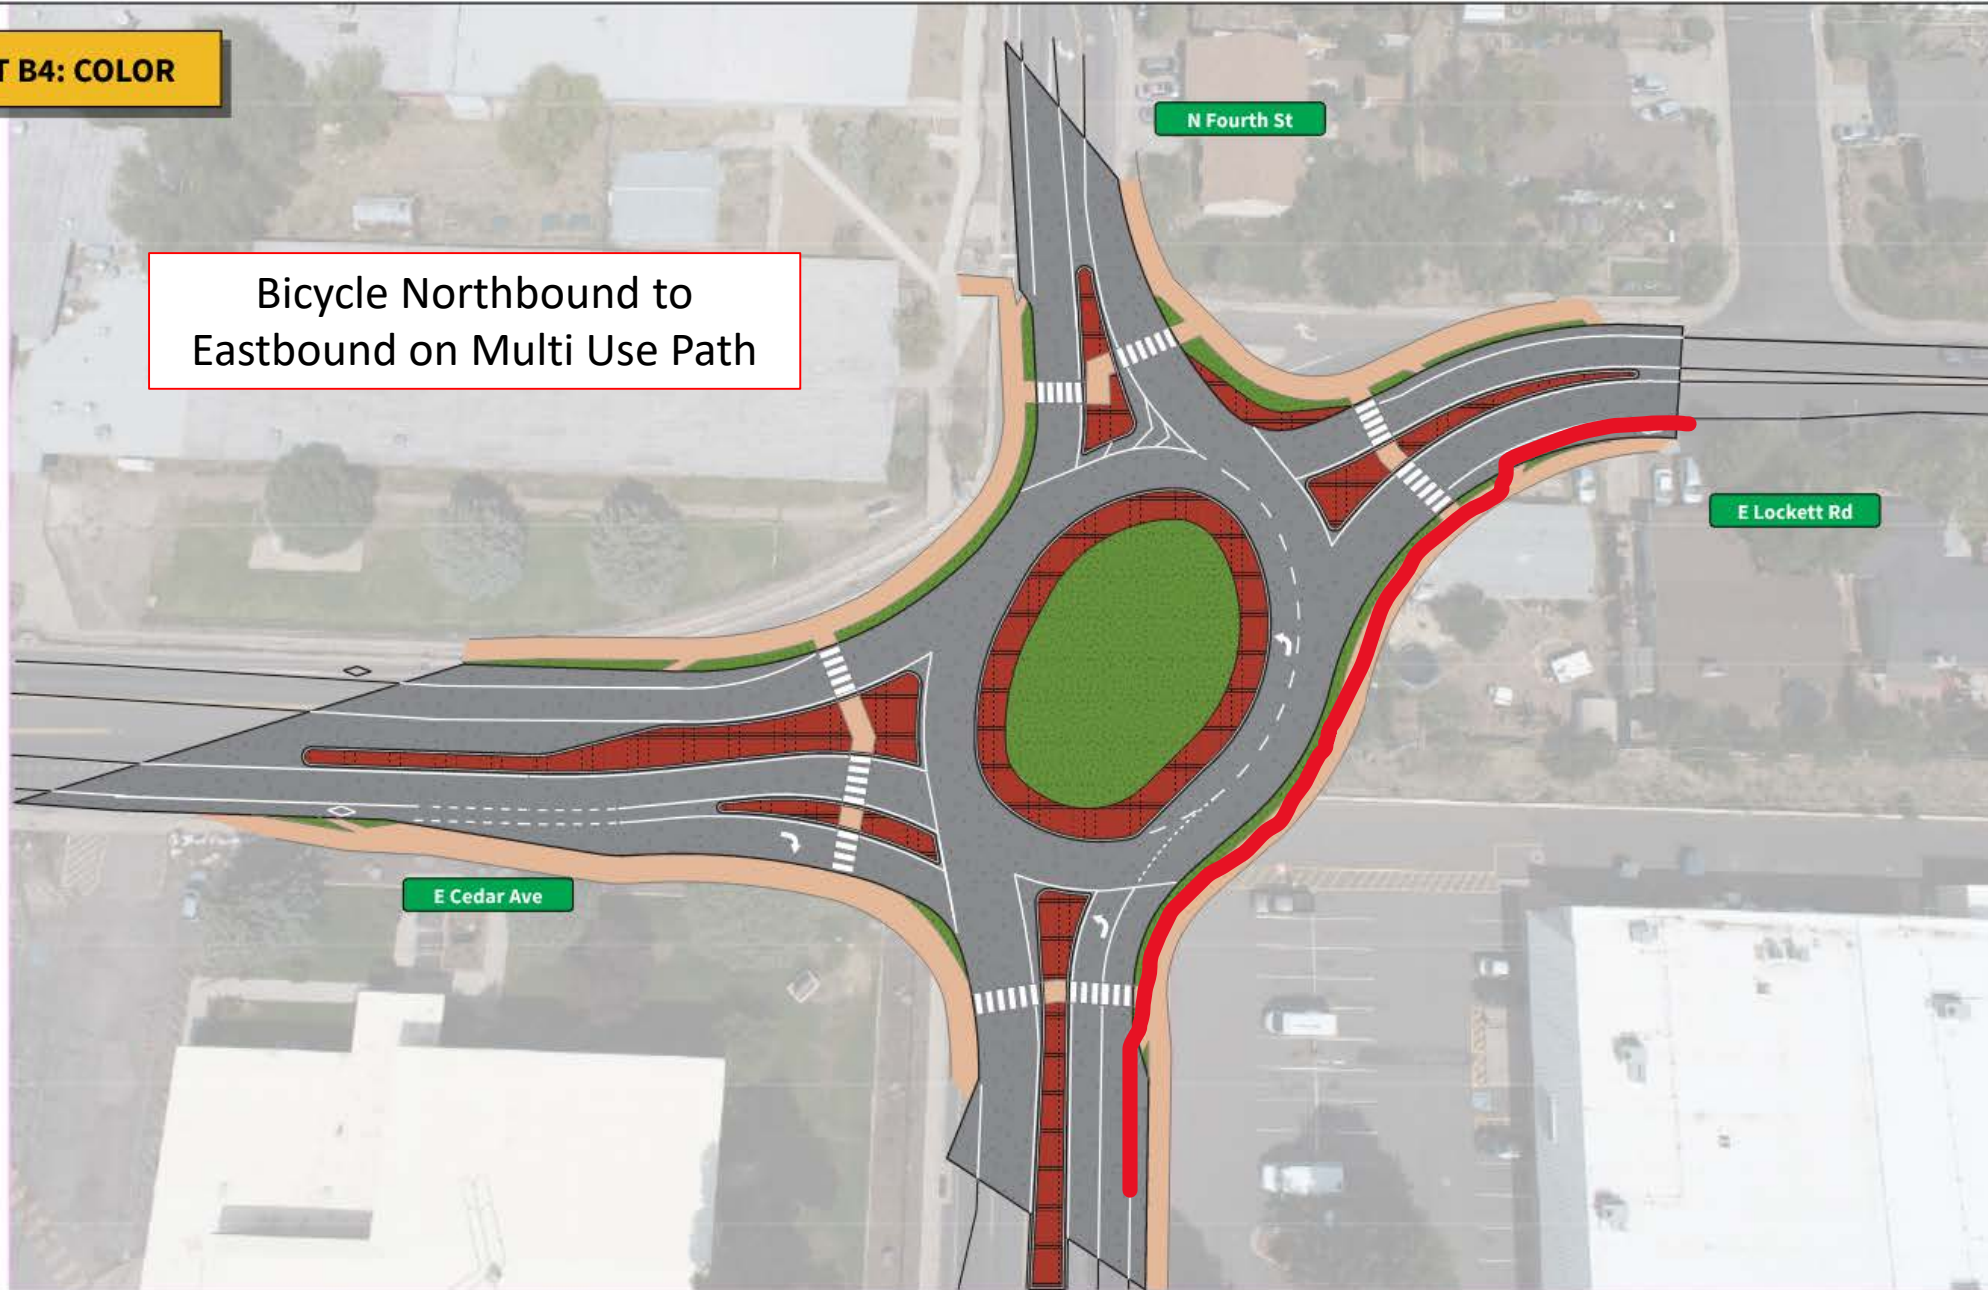 T B4: COLOR
N Fourth St
Bicycle Northbound to
Eastbound on Multi Use Path
E Lockett Rd
E Cedar Ave